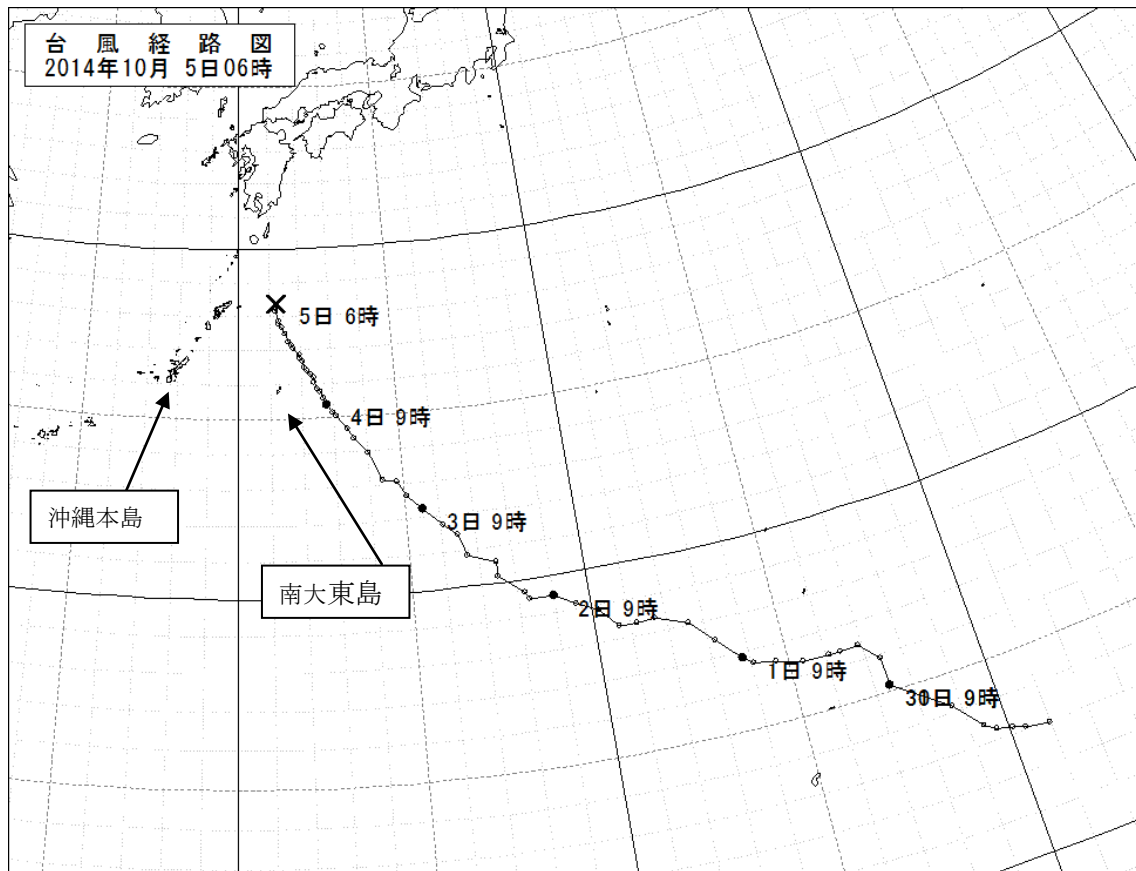 台風経路図
2014年10月 5日06時
5日 6時
4日 9時
沖縄本島
3日 9時
南大東島
2日 9時
1日 9時
30日 9時